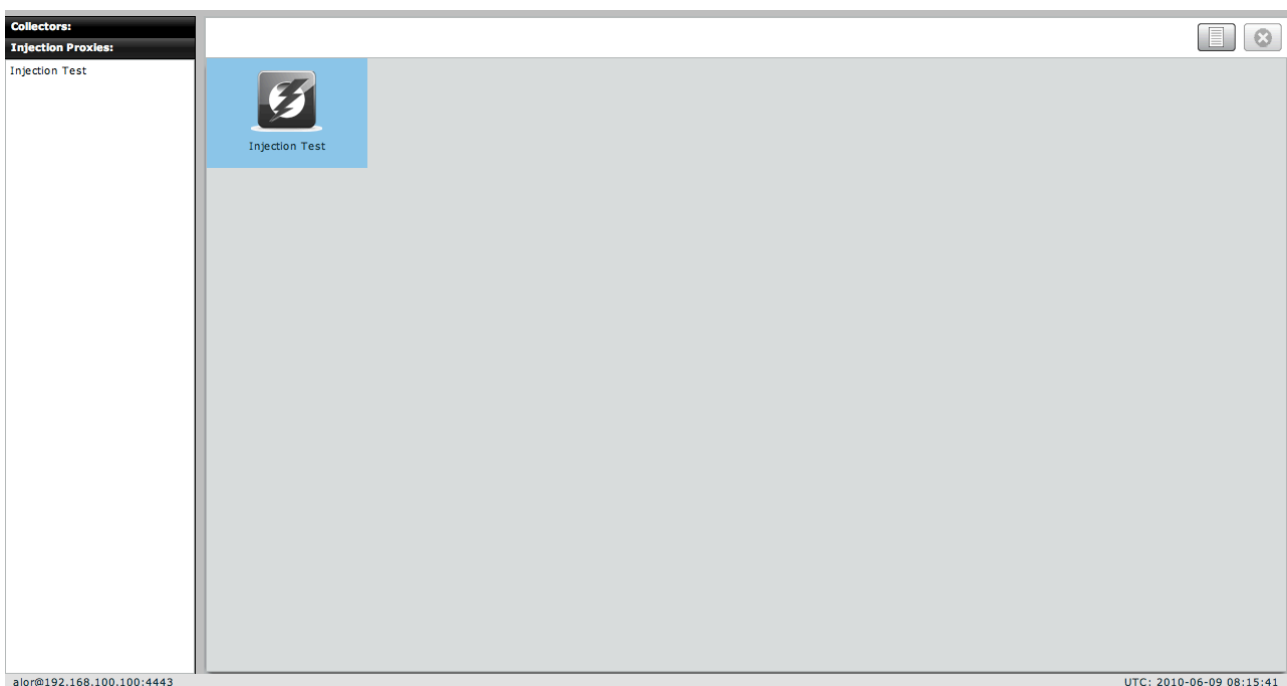 Collectors:
Injection Proxies:
Injection Test
Injection Test
alor@192.168.100.100:4443
UTC: 2010-06-09 08:15:41